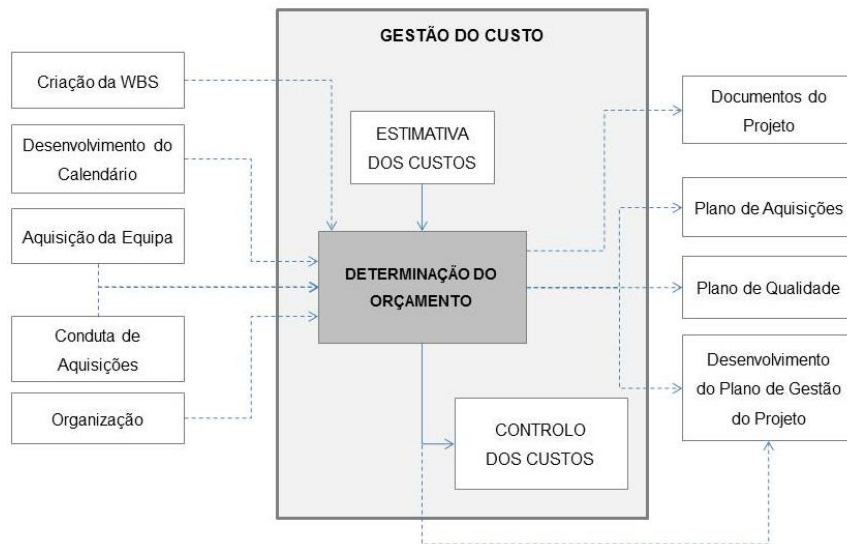 GESTÃO DO CUSTO
Criação da WBS
Desenvolvimento do
Calendário
Aquisição da Equipa
Conduta de
Aquisições
Organização
ESTIMATIVA
DOS CUSTOS
DETERMINAÇÃO DO
ORÇAMENTO
CONTROLO
DOS CUSTOS
Documentos do
Projeto
Plano de Aquisições
Plano de Qualidade
Desenvolvimento
do Plano de Gestão
do Projeto